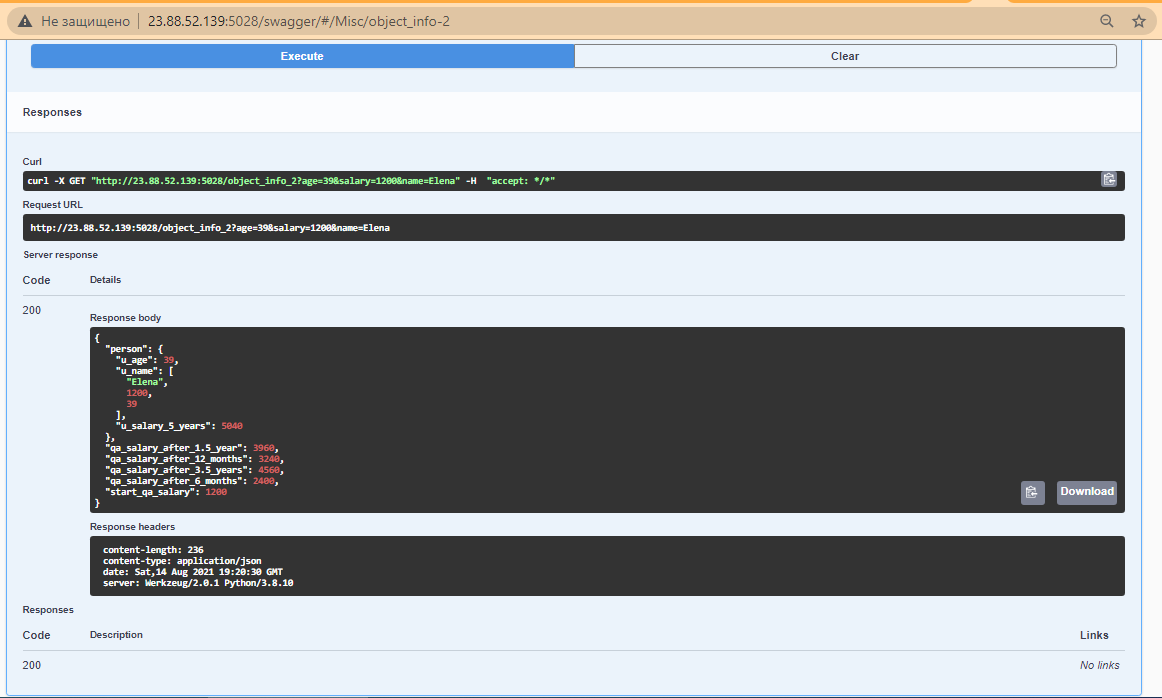 Не защищено 23.88.52.139:5028/swagger/#/Misc/object_info-2
Execute Clear
Responses
Curl
curl -X GET "http://23.88.52.139:5028/object_info_2?age=39&salary=1200&name=Elena" -H  "accept: */*"
Request URL
http://23.88.52.139:5028/object_info_2?age=39&salary=1200&name=Elena
Server response
Code Details
200
Response body
{
  "person": {
    "u_age": 39,
    "u_name": [
      "Elena",
      1200,
      39
    ],
    "u_salary_5_years": 5040
  },
  "qa_salary_after_1.5_year": 3960,
  "qa_salary_after_12_months": 3240,
  "qa_salary_after_3.5_years": 4560,
  "qa_salary_after_6_months": 2400,
  "start_qa_salary": 1200
}
Download
Response headers
content-length: 236
content-type: application/json
date: Sat,14 Aug 2021 19:20:30 GMT
server: Werkzeug/2.0.1 Python/3.8.10
Responses
Code Description Links
200 No links